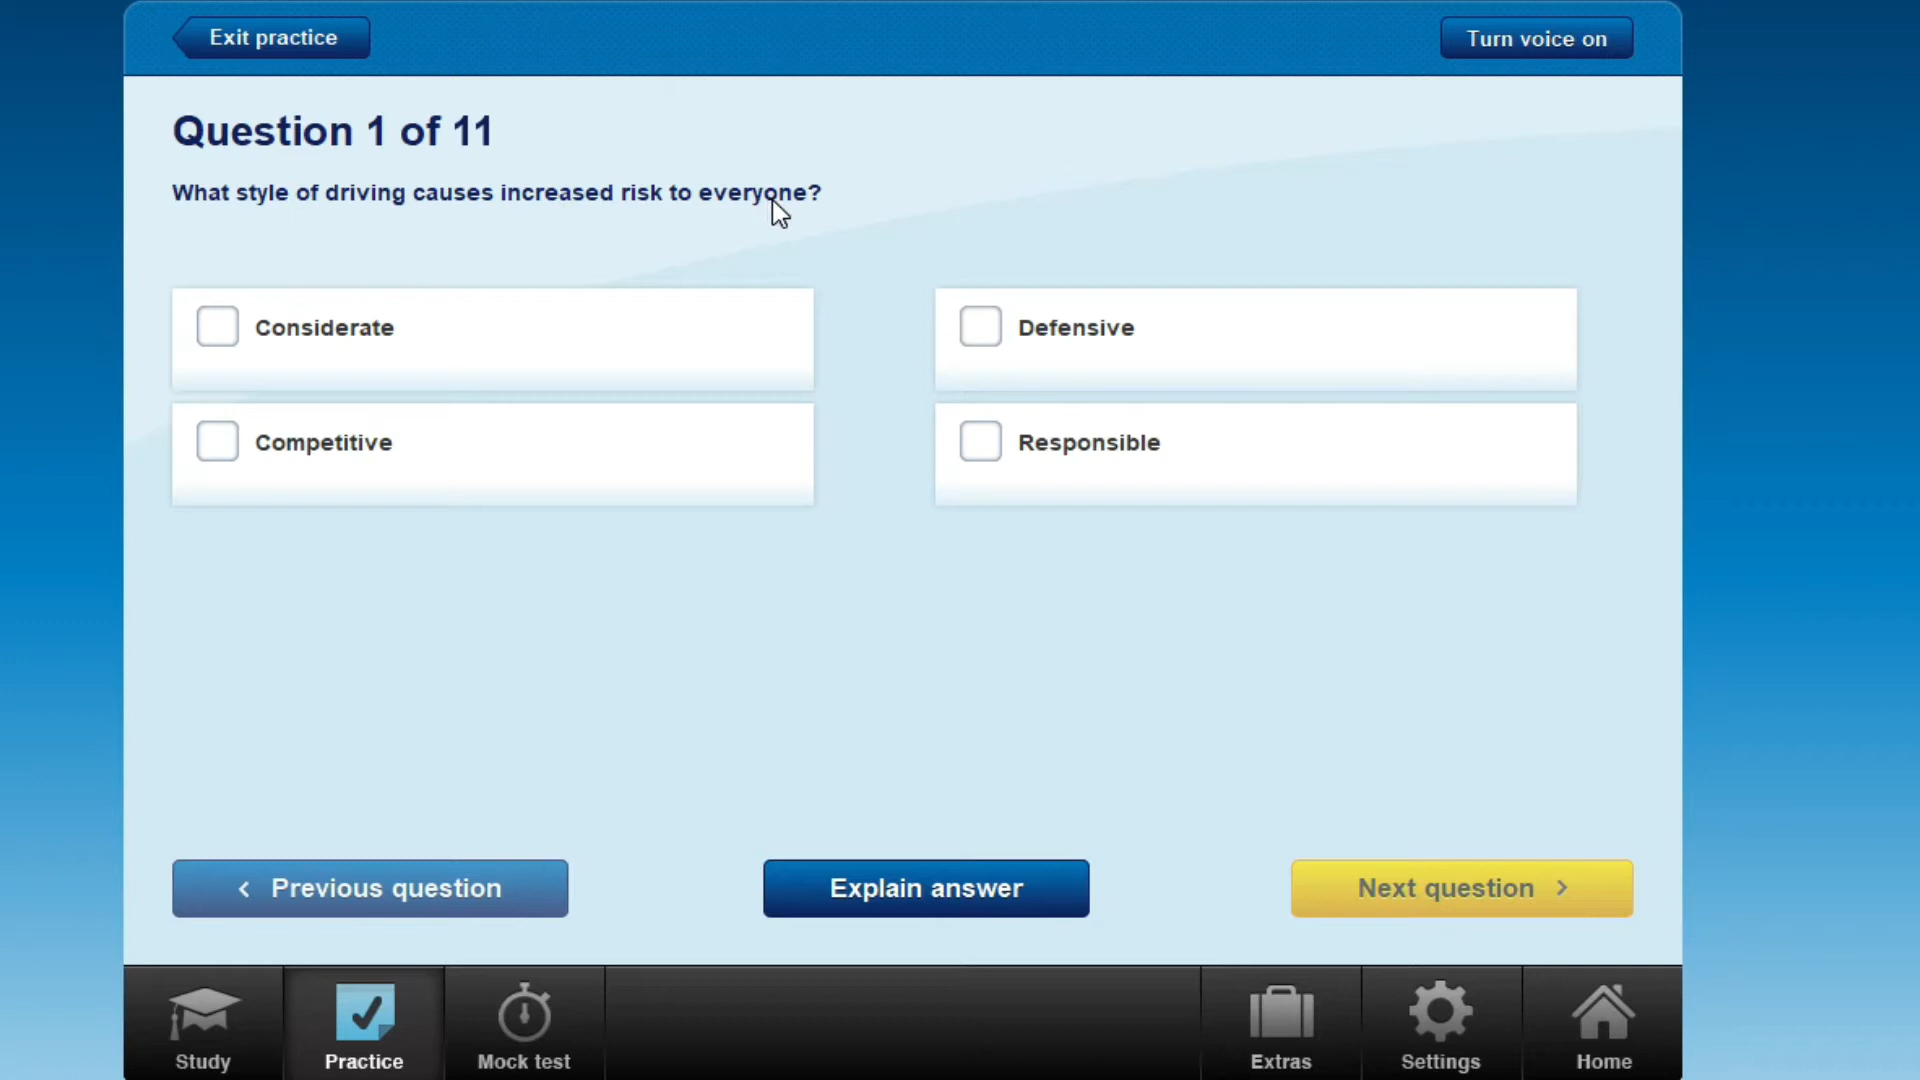 Exit practice
Turn voice on
Question 1 of 11
What style of driving causes increased risk to everyone?
Considerate
Defensive
Competitive
Responsible
Previous question
Explain answer
Next question
Study
Practice
Mock test
Extras
Settings
Home